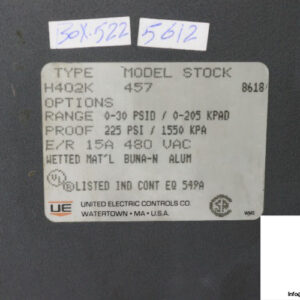 BOX.522
5612
TYPE MODEL STOCK
H402K 457 8618
OPTIONS
RANGE 0-30 PSID / 0-205 KPAD
PROOF 225 PSI / 1550 KPA
E/R 15A 480 VAC
WETTED MAT'L BUNA-N ALUM
UL LISTED IND CONT EQ 549A
UE UNITED ELECTRIC CONTROLS CO.
WATERTOWN • MA • U.S.A.